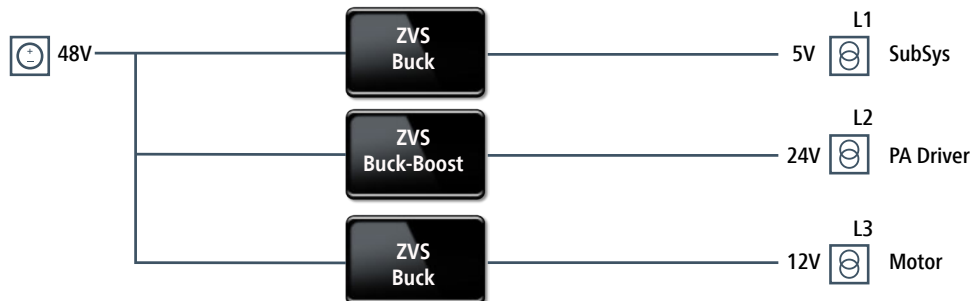 L1
48V
ZVS
Buck
5V
SubSys
L2
ZVS
Buck-Boost
24V
PA Driver
L3
ZVS
Buck
12V
Motor